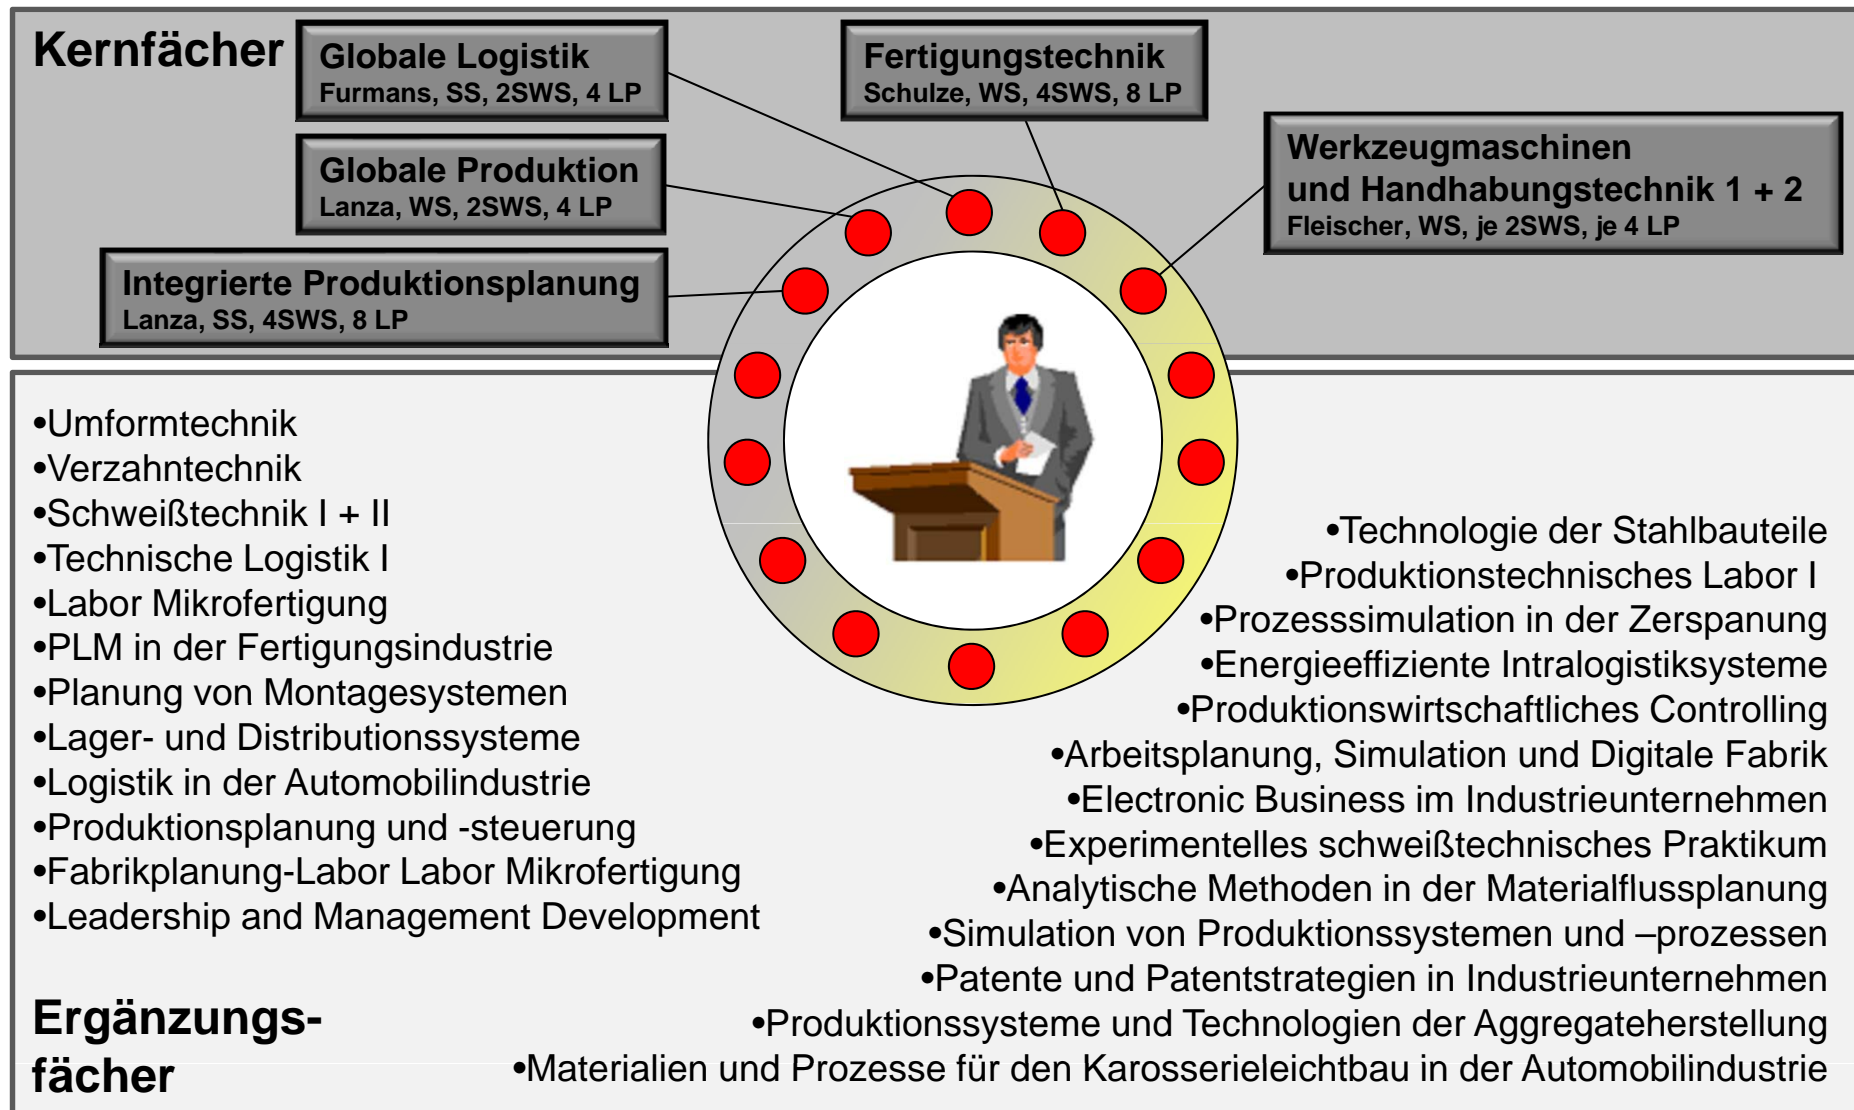 Kernfächer
Globale Logistik
Furmans, SS, 2SWS, 4 LP
Fertigungstechnik
Schulze, WS, 4SWS, 8 LP
Globale Produktion
Lanza, WS, 2SWS, 4 LP
Werkzeugmaschinen
und Handhabungstechnik 1 + 2
Fleischer, WS, je 2SWS, je 4 LP
Integrierte Produktionsplanung
Lanza, SS, 4SWS, 8 LP
•Umformtechnik
•Verzahntechnik
•Schweißtechnik I + II
•Technische Logistik I
•Labor Mikrofertigung
•PLM in der Fertigungsindustrie
•Planung von Montagesystemen
•Lager- und Distributionssysteme
•Logistik in der Automobilindustrie
•Produktionsplanung und -steuerung
•Fabrikplanung-Labor Labor Mikrofertigung
•Leadership and Management Development
•Technologie der Stahlbauteile
•Produktionstechnisches Labor I
•Prozesssimulation in der Zerspanung
•Energieeffiziente Intralogistiksysteme
•Produktionswirtschaftliches Controlling
•Arbeitsplanung, Simulation und Digitale Fabrik
•Electronic Business im Industrieunternehmen
•Experimentelles schweißtechnisches Praktikum
•Analytische Methoden in der Materialflussplanung
•Simulation von Produktionssystemen und –prozessen
•Patente und Patentstrategien in Industrieunternehmen
•Produktionssysteme und Technologien der Aggregateherstellung
•Materialien und Prozesse für den Karosserieleichtbau in der Automobilindustrie
Ergänzungs-
fächer